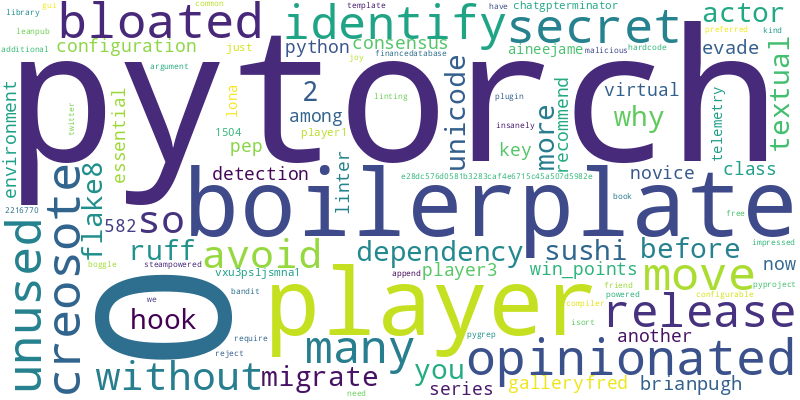 library
gui
common
template
have
chatgpterminator
leanpub
bloated
identify
secret
actor
additional
configuration
just
python
consensus
aineejame
evade
preferred
hardcode
kind
argument
joy
financedatabase
malicious
pytorch
2
among
linting
plugin
virtual
insanely
why
textual
environment
essential
twitter
lona
1504
player1
pep
unicode
more
recommend
key
telemetry
detection
linter
e28dc576d0581b3283caf4e6715c45a507d5982e
novice
class
flake8
creosote
unused
2216770
582
so
boilerplate
book
free
impressed
ruff
avoid
dependency
sushi
before
now
boggle
steampowered
vxu3psljsmna1
player3
win_points
move
append
friend
powered
configurable
pyproject
we
hook
O
bandit
player
compiler
isort
release
require
reject
pygrep
another
many
you
opinionated
without
migrate
series
galleryfred
brianpugh
need